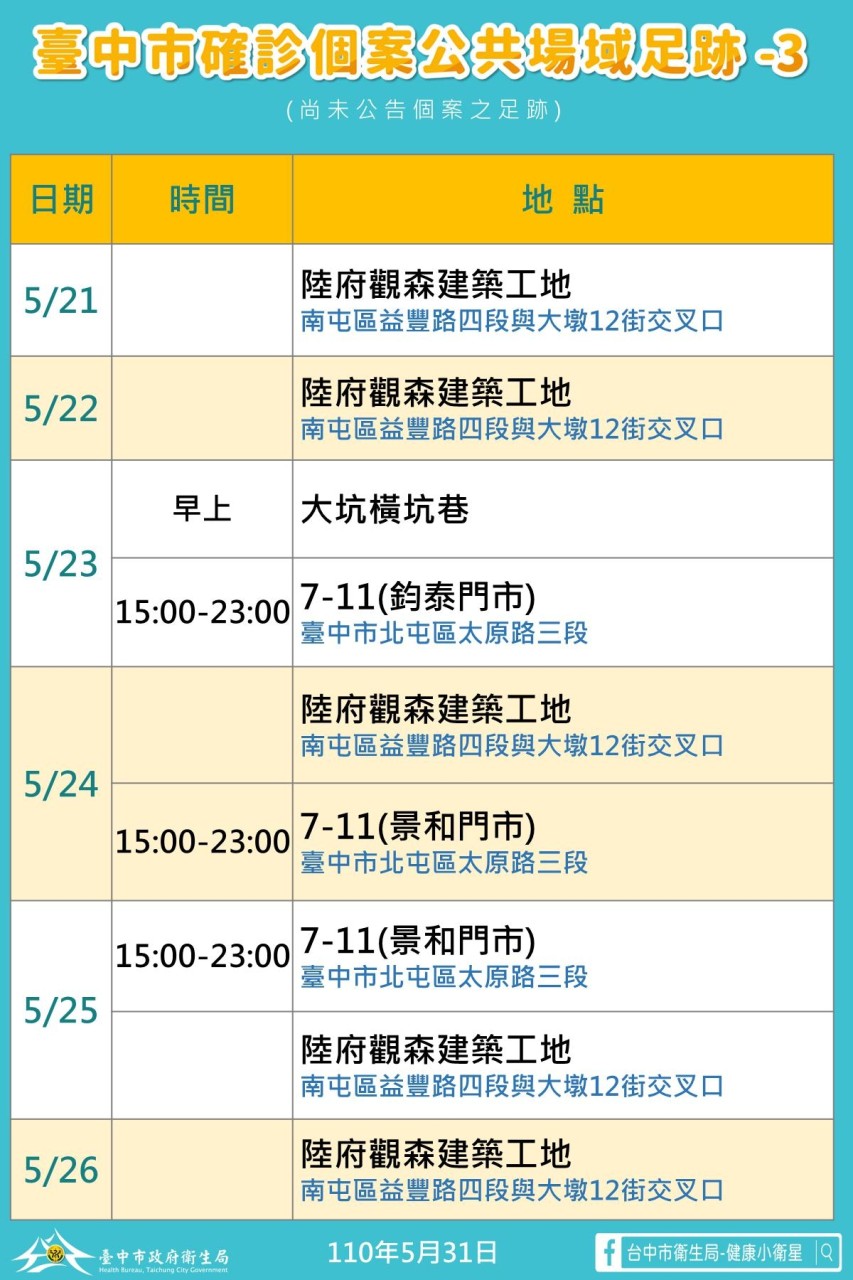 臺中市確診個案公共場域足跡 -3
(尚未公告個案之足跡)
日期 時間 地 點
5/21
陸府觀森建築工地
南屯區益豐路四段與大墩12街交叉口
5/22
陸府觀森建築工地
南屯區益豐路四段與大墩12街交叉口
5/23
早上
大坑橫坑巷
15:00-23:00
7-11(鈞泰門市)
臺中市北屯區太原路三段
5/24
陸府觀森建築工地
南屯區益豐路四段與大墩12街交叉口
15:00-23:00
7-11(景和門市)
臺中市北屯區太原路三段
5/25
15:00-23:00
7-11(景和門市)
臺中市北屯區太原路三段
陸府觀森建築工地
南屯區益豐路四段與大墩12街交叉口
5/26
陸府觀森建築工地
南屯區益豐路四段與大墩12街交叉口
臺中市政府衛生局
Health Bureau, Taichung City Government
110年5月31日
台中市衛生局-健康小衛星